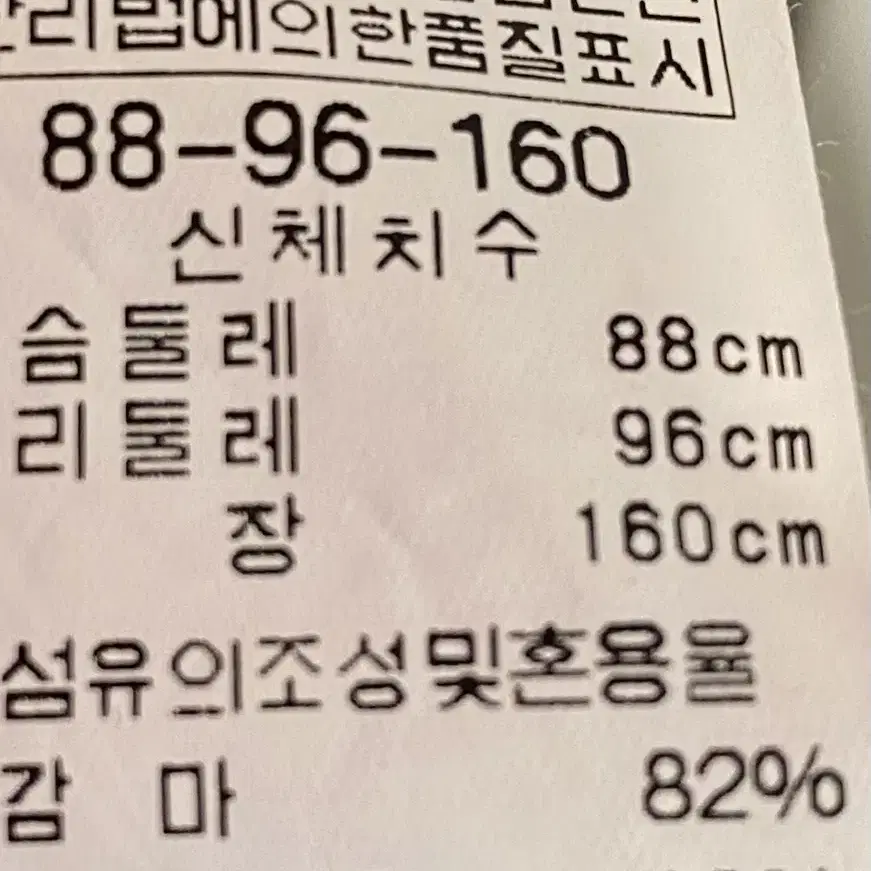 리법에의한품질표시
88-96-160
신체치수
슴둘레 88cm
리둘레 96cm
장 160cm
섬유의조성및혼용율
감 마 82%